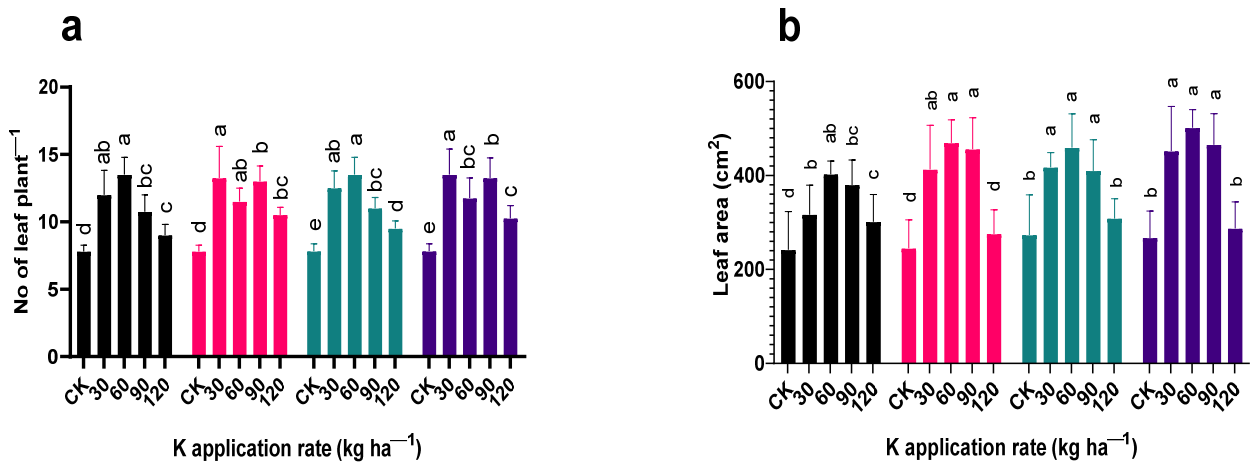 a
No of leaf plant—1
20
15
10
5
0
d ab a bc c
d a ab b bc
e ab a bc d
e a bc b c
CK 30 60 90 120 CK 30 60 90 120 CK 30 60 90 120 CK 30 60 90 120
K application rate (kg ha—1)
b
Leaf area (cm2)
600
400
200
0
d b ab bc c
d ab a a d
b a a a b
b a a a b
CK 30 60 90 120 CK 30 60 90 120 CK 30 60 90 120 CK 30 60 90 120
K application rate (kg ha—1)